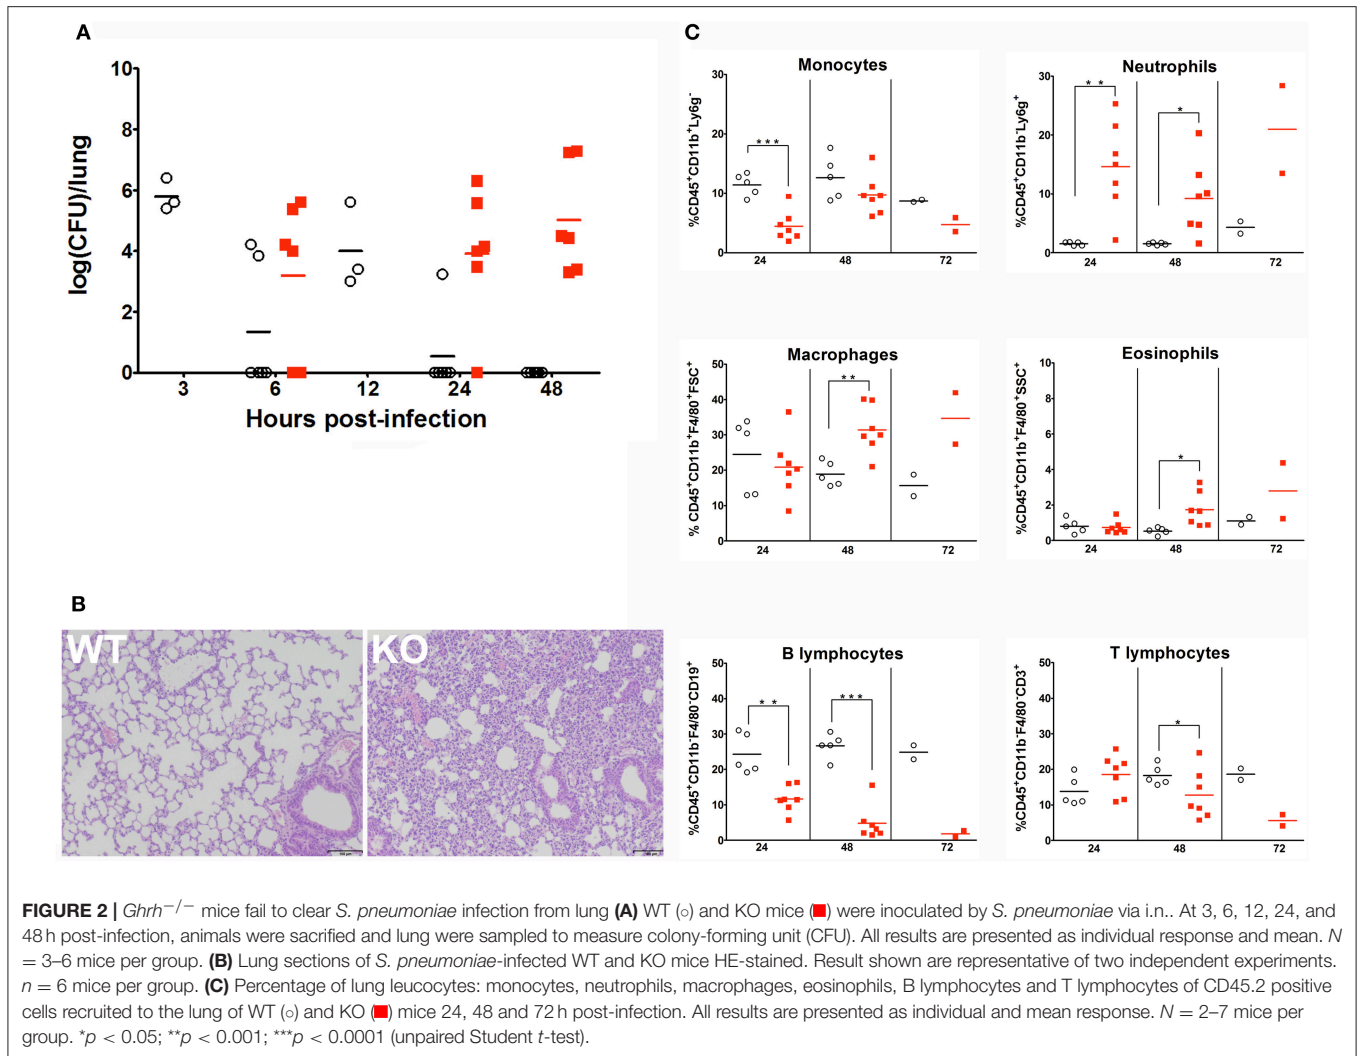 A
log(CFU)/lung
10
8
6
4
2
0
3 6 12 24 48
Hours post-infection
B
WT KO
C
Monocytes
%CD45⁺CD11b⁺Ly6g⁻
30
20
10
0
* * *
24 48 72
Neutrophils
%CD45⁺CD11b⁻Ly6g⁺
30
20
10
0
* *
*
24 48 72
Macrophages
% CD45⁺CD11b⁺F4/80⁺FSC⁺
50
40
30
20
10
0
* *
24 48 72
Eosinophils
%CD45⁺CD11b⁺F4/80⁺SSC⁺
10
8
6
4
2
0
*
24 48 72
B lymphocytes
%CD45⁺CD11b⁻F4/80⁻CD19⁺
50
40
30
20
10
0
* *
* * *
24 48 72
T lymphocytes
%CD45⁺CD11b⁻F4/80⁻CD3⁺
50
40
30
20
10
0
*
24 48 72
FIGURE 2 | Ghrh⁻/⁻ mice fail to clear S. pneumoniae infection from lung (A) WT (○) and KO mice (■) were inoculated by S. pneumoniae via i.n.. At 3, 6, 12, 24, and
48 h post-infection, animals were sacrified and lung were sampled to measure colony-forming unit (CFU). All results are presented as individual response and mean. N
= 3–6 mice per group. (B) Lung sections of S. pneumoniae-infected WT and KO mice HE-stained. Result shown are representative of two independent experiments.
n = 6 mice per group. (C) Percentage of lung leucocytes: monocytes, neutrophils, macrophages, eosinophils, B lymphocytes and T lymphocytes of CD45.2 positive
cells recruited to the lung of WT (○) and KO (■) mice 24, 48 and 72 h post-infection. All results are presented as individual and mean response. N = 2–7 mice per
group. *p < 0.05; **p < 0.001; ***p < 0.0001 (unpaired Student t-test).